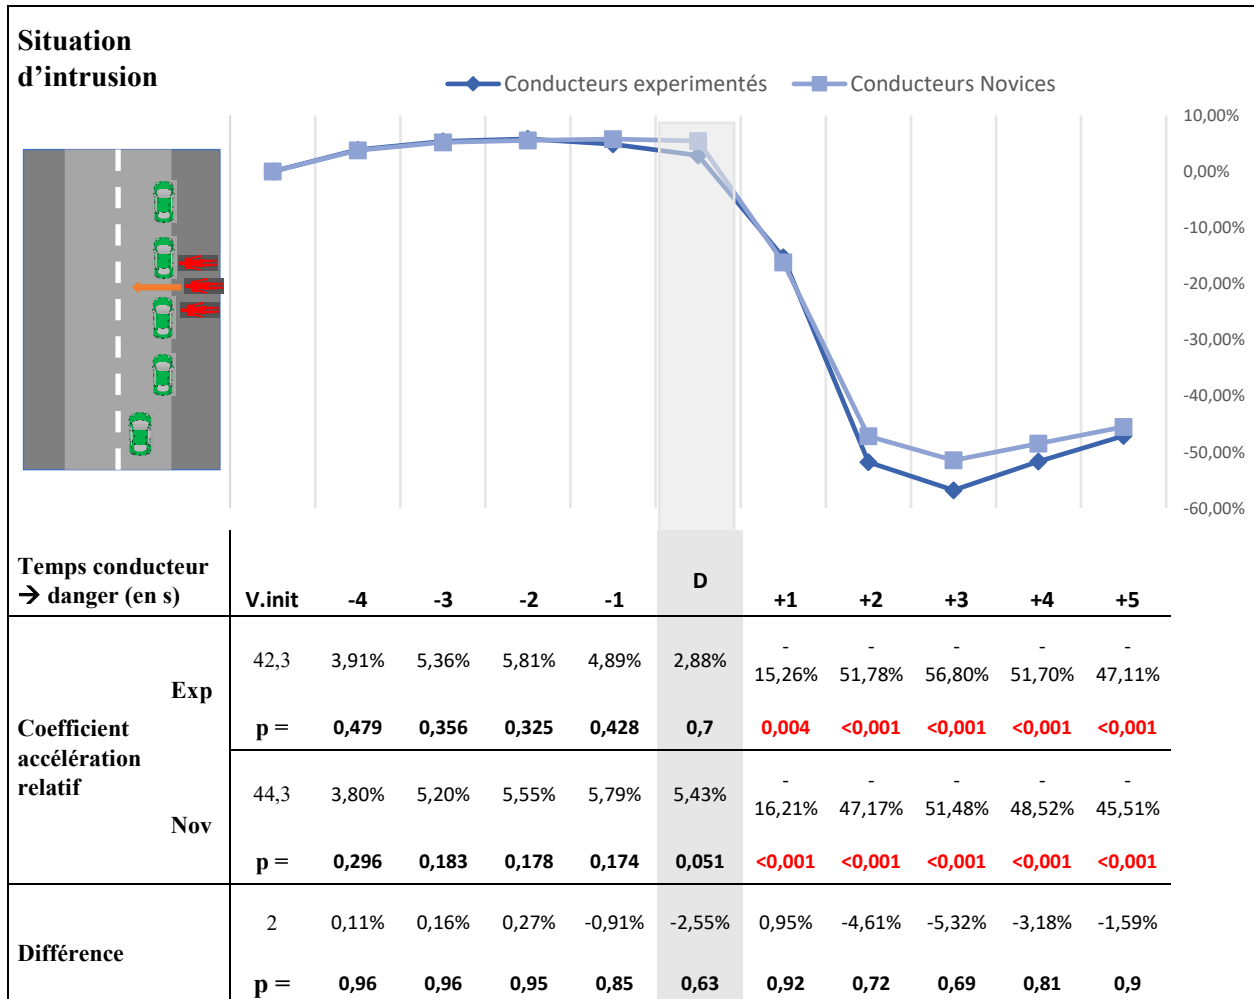 Situation
d’intrusion
Conducteurs experimentés
Conducteurs Novices
10,00%
0,00%
-10,00%
-20,00%
-30,00%
-40,00%
-50,00%
-60,00%
Temps conducteur
→ danger (en s) V.init -4 -3 -2 -1 D +1 +2 +3 +4 +5
Coefficient
accélération
relatif
Exp 42,3 3,91% 5,36% 5,81% 4,89% 2,88% -15,26% -51,78% -56,80% -51,70% -47,11%
p = 0,479 0,356 0,325 0,428 0,7 0,004 <0,001 <0,001 <0,001 <0,001
Nov 44,3 3,80% 5,20% 5,55% 5,79% 5,43% -16,21% -47,17% -51,48% -48,52% -45,51%
p = 0,296 0,183 0,178 0,174 0,051 <0,001 <0,001 <0,001 <0,001 <0,001
Différence 2 0,11% 0,16% 0,27% -0,91% -2,55% 0,95% -4,61% -5,32% -3,18% -1,59%
p = 0,96 0,96 0,95 0,85 0,63 0,92 0,72 0,69 0,81 0,9